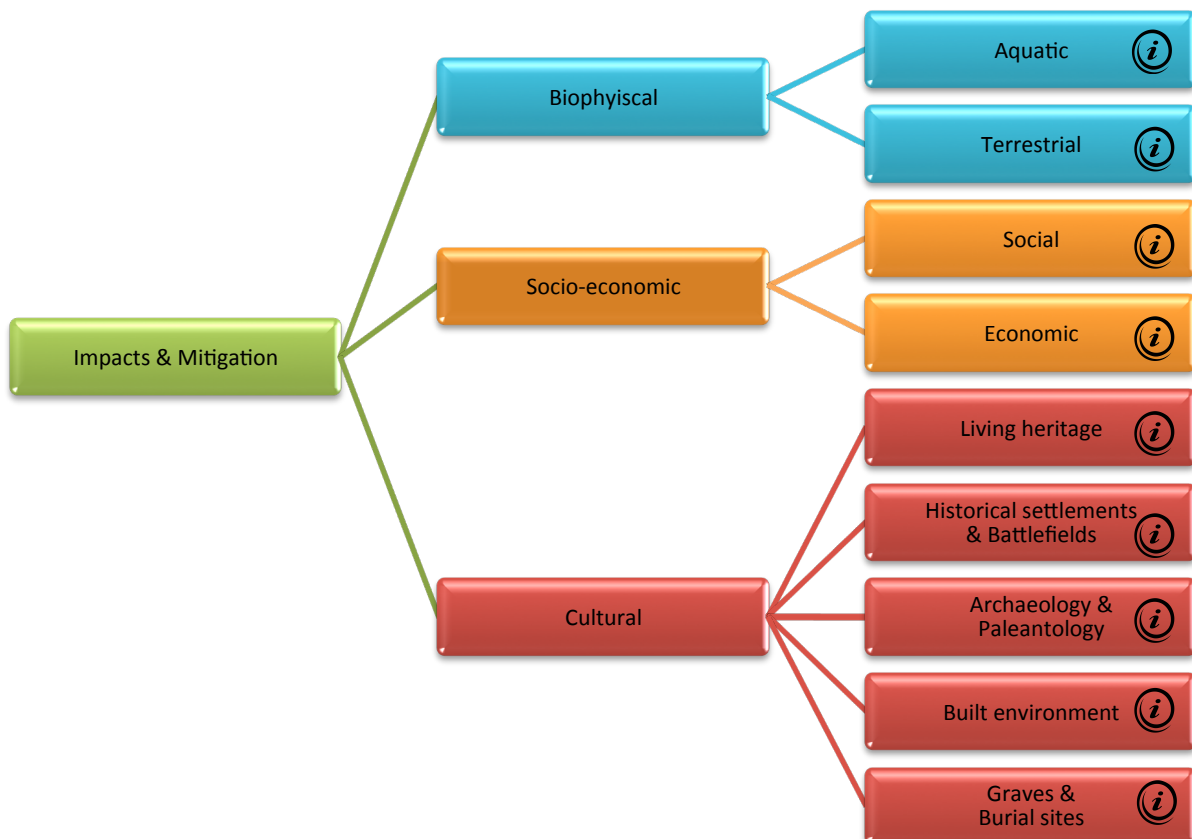 Impacts & Mitigation
Biophyiscal
Aquatic
i
Terrestrial
i
Socio-economic
Social
i
Economic
i
Cultural
Living heritage
i
Historical settlements
& Battlefields
i
Archaeology &
Paleantology
i
Built environment
i
Graves &
Burial sites
i